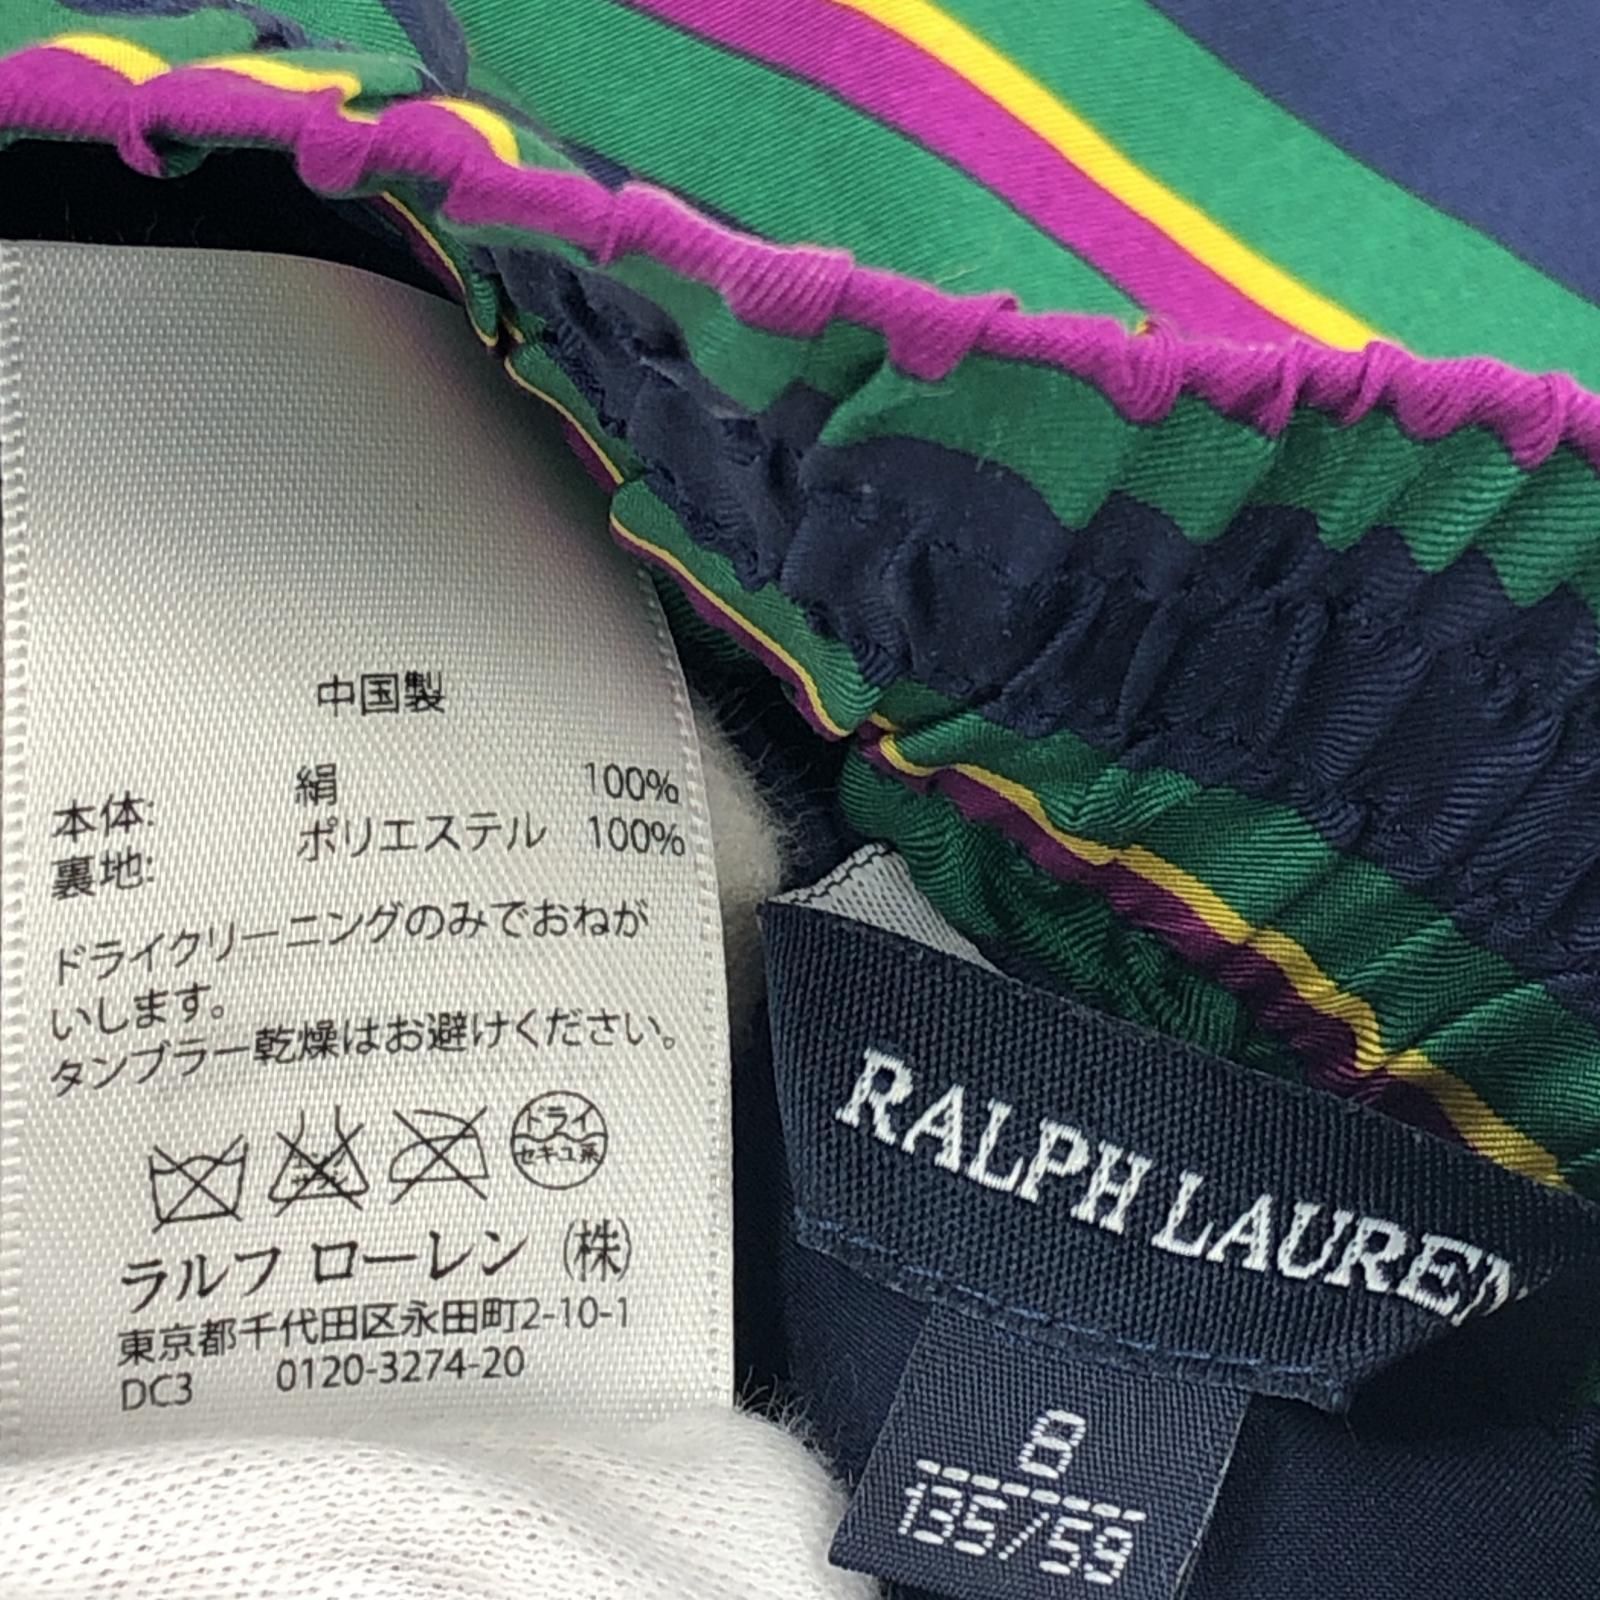 中国製
本体: 絹 100%
裏地: ポリエステル 100%
ドライクリーニングのみでおねが
いします。
タンブラー乾燥はお避けください。
ドライ
セキユ系
ラルフ ローレン (株)
東京都千代田区永田町2-10-1
DC3 0120-3274-20
RALPH LAUREN
8
135/59